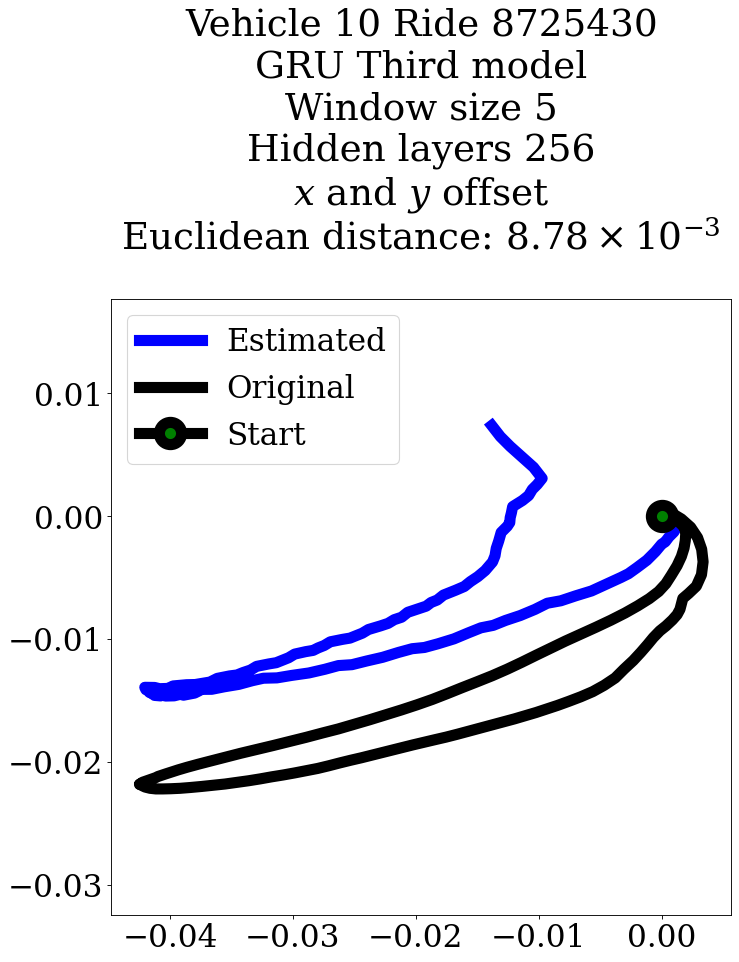 Vehicle 10 Ride 8725430
GRU Third model
Window size 5
Hidden layers 256
x and y offset
Euclidean distance: 8.78 × 10⁻³
Estimated
Original
Start
0.01
0.00
−0.01
−0.02
−0.03
−0.04 −0.03 −0.02 −0.01 0.00